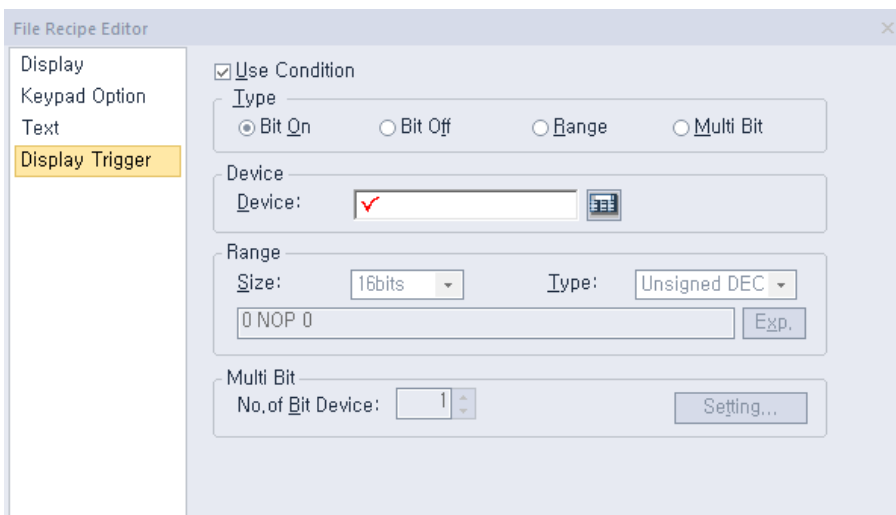 File Recipe Editor
Display
Keypad Option
Text
Display Trigger
Use Condition
Type
Bit On
Bit Off
Range
Multi Bit
Device
Device:
Range
Size:
16bits
Type:
Unsigned DEC
0 NOP 0
Exp.
Multi Bit
No.of Bit Device:
1
Setting...